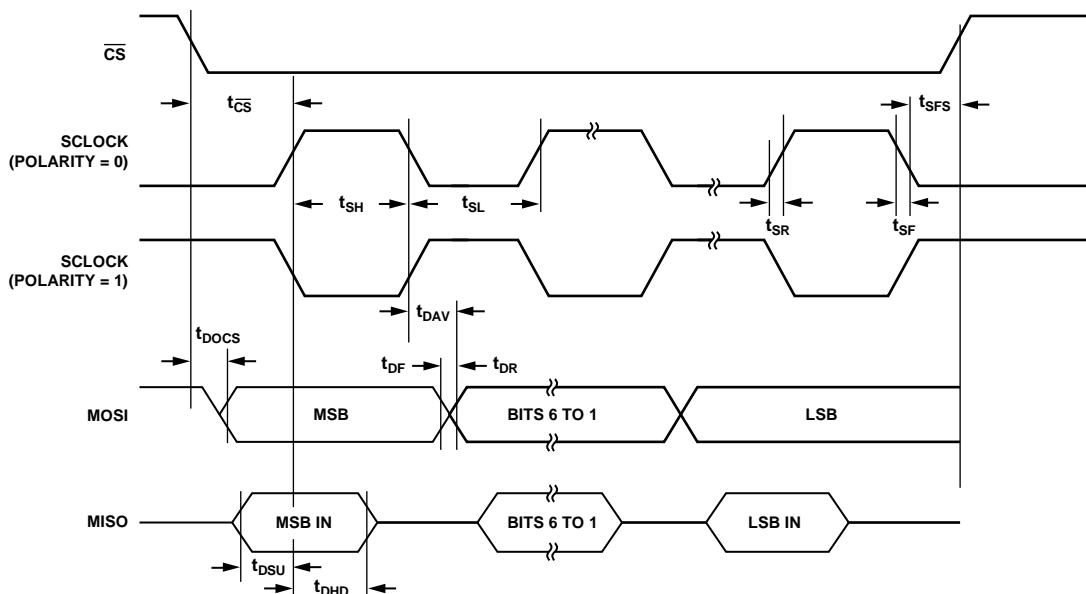 CS
tCS
tSFS
SCLOCK
(POLARITY = 0)
tSH
tSL
tSR
tSF
SCLOCK
(POLARITY = 1)
tDAV
tDOCS
tDF
tDR
MOSI
MSB
BITS 6 TO 1
LSB
MISO
MSB IN
BITS 6 TO 1
LSB IN
tDSU
tDHD